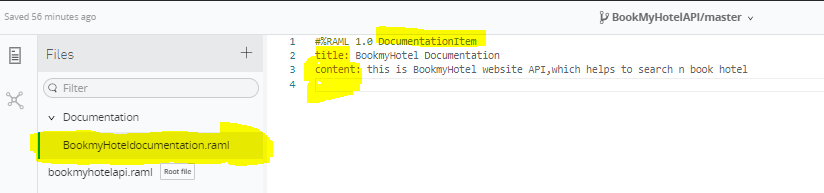 Saved 56 minutes ago
BookMyHotelAPI/master
Files
Filter
Documentation
BookmyHoteldocumentation.raml
bookmyhotelapi.raml Root file
1 #%RAML 1.0 DocumentationItem
2 title: BookmyHotel Documentation
3 content: this is BookmyHotel website API,which helps to search n book hotel
4